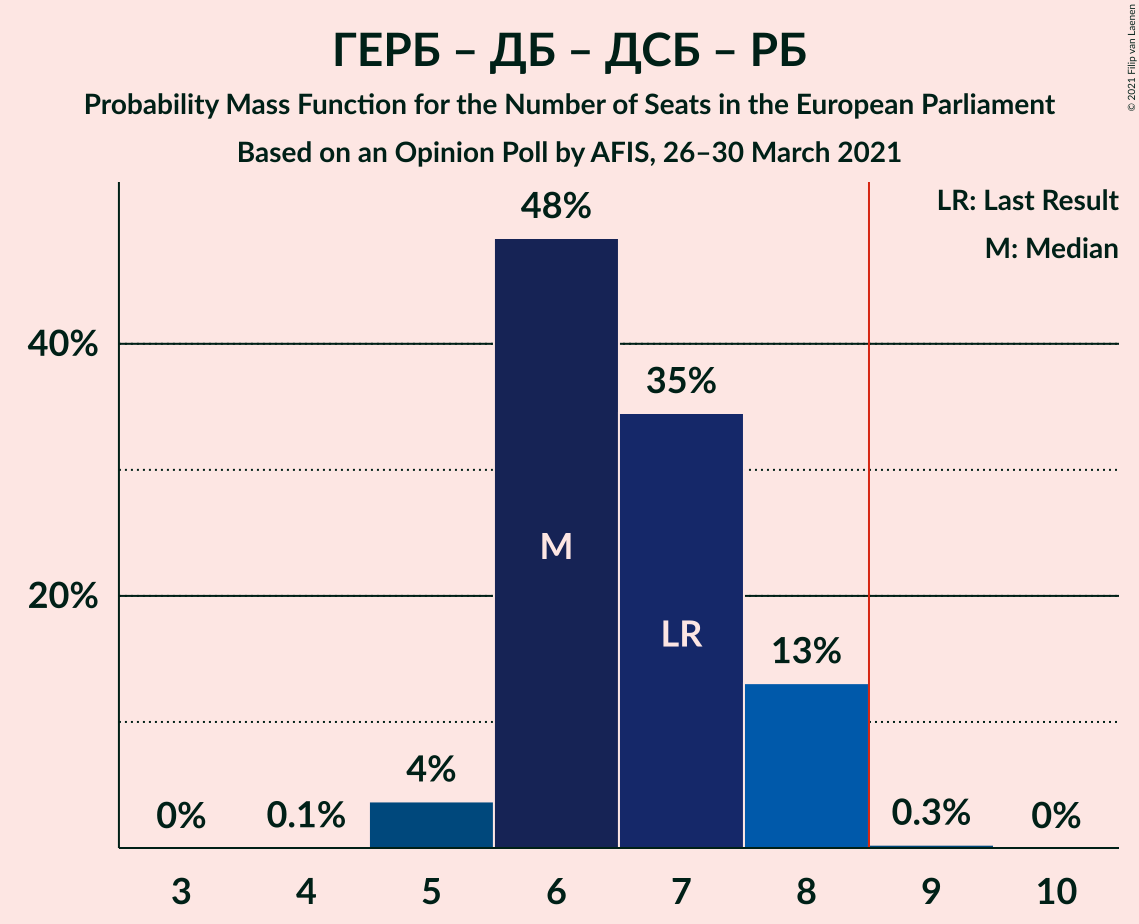 ГЕРБ – ДБ – ДСБ – РБ
Probability Mass Function for the Number of Seats in the European Parliament
Based on an Opinion Poll by AFIS, 26–30 March 2021
© 2021 Filip van Laenen
LR: Last Result
M: Median
48%
40%
35%
M
20%
LR
13%
4%
0%
0.1%
0.3%
0%
3 4 5 6 7 8 9 10